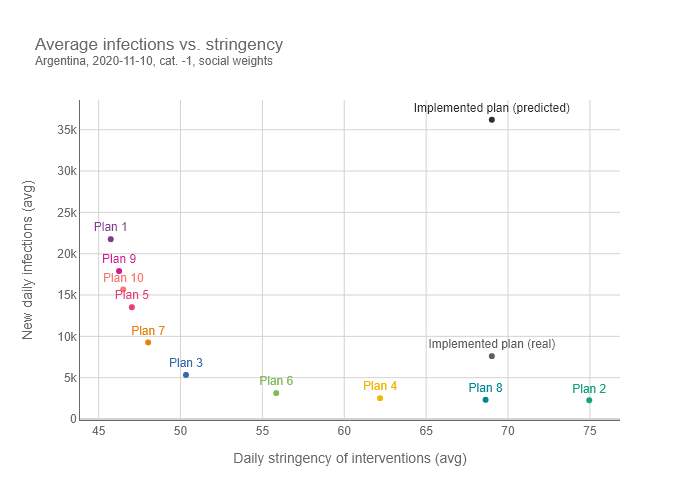 Average infections vs. stringency
Argentina, 2020-11-10, cat. -1, social weights
Implemented plan (predicted)
35k
30k
25k
Plan 1
20k
Plan 9
Plan 10
15k
Plan 5
10k
Plan 7
Implemented plan (real)
Plan 3
5k
Plan 6
Plan 4
Plan 8
Plan 2
0
45
50
55
60
65
70
75
New daily infections (avg)
Daily stringency of interventions (avg)